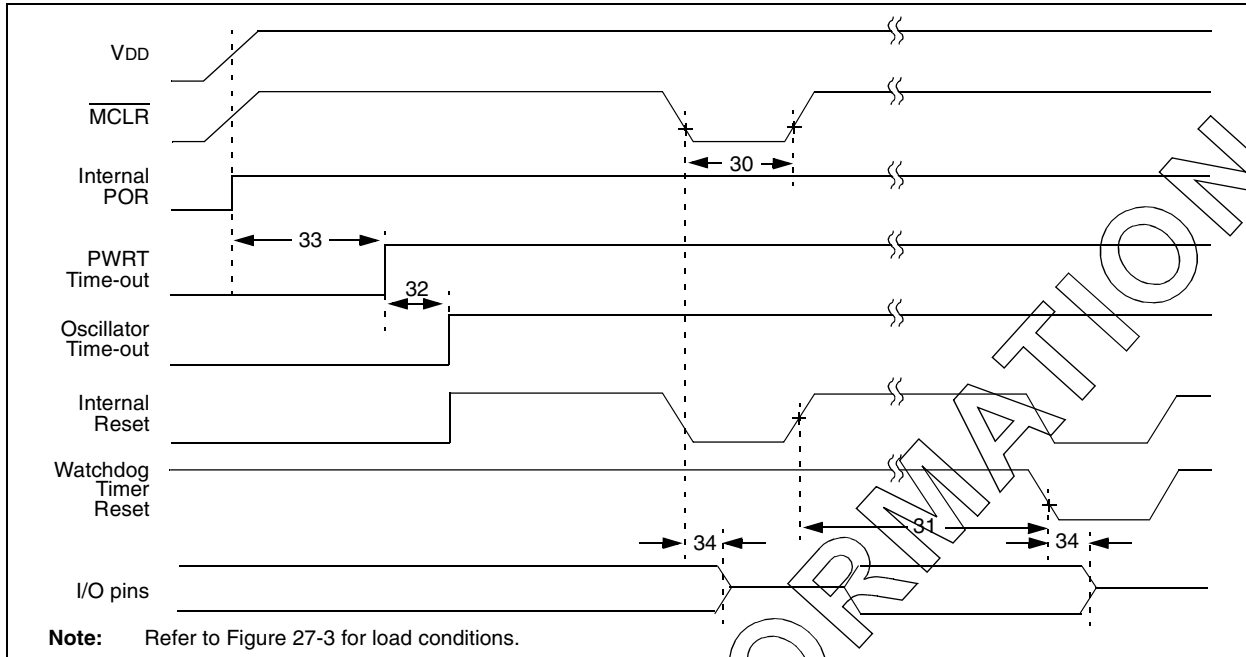 VDD
MCLR
30
Internal
POR
33
PWRT
Time-out
32
Oscillator
Time-out
Internal
Reset
Watchdog
Timer
Reset
31
34
34
I/O pins
Note: Refer to Figure 27-3 for load conditions.
ORMATION